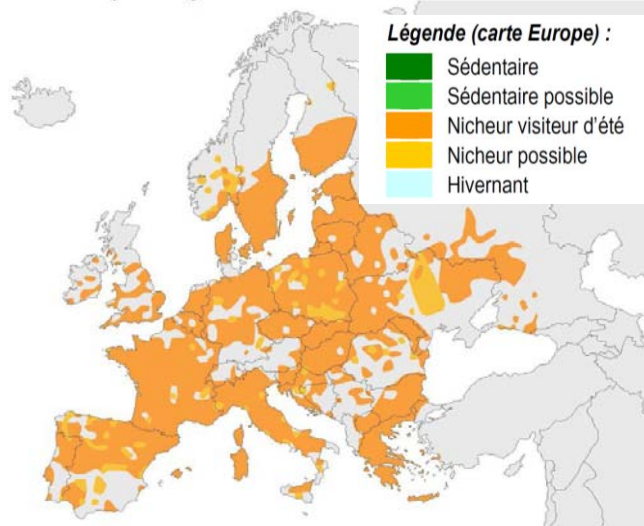 Légende (carte Europe) :
Sédentaire
Sédentaire possible
Nicheur visiteur d'été
Nicheur possible
Hivernant